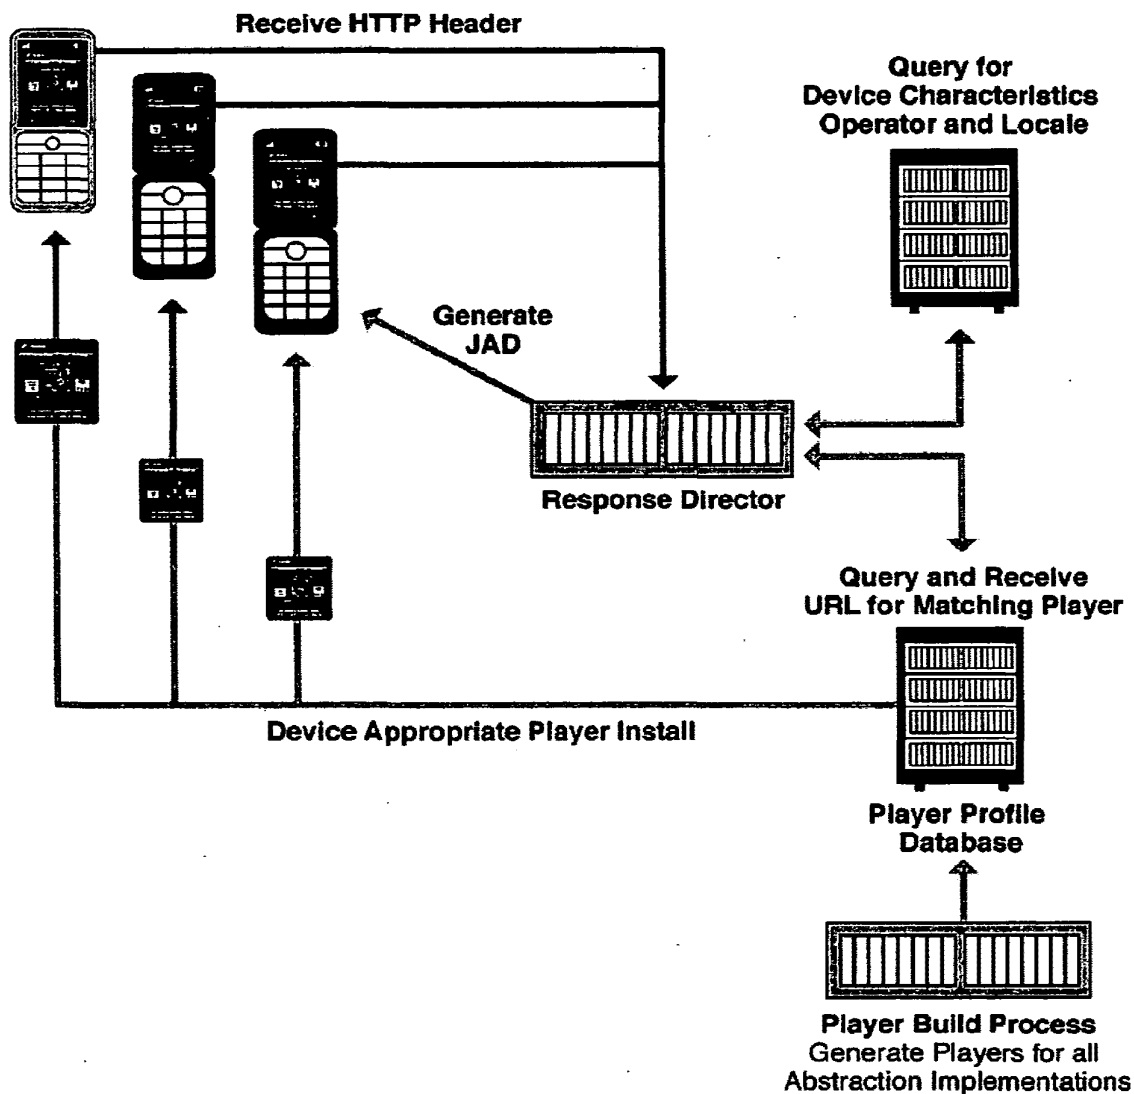 Receive HTTP Header
Query for
Device Characteristics
Operator and Locale
Generate
JAD
Response Director
Query and Receive
URL for Matching Player
Device Appropriate Player Install
Player Profile
Database
Player Build Process
Generate Players for all
Abstraction Implementations